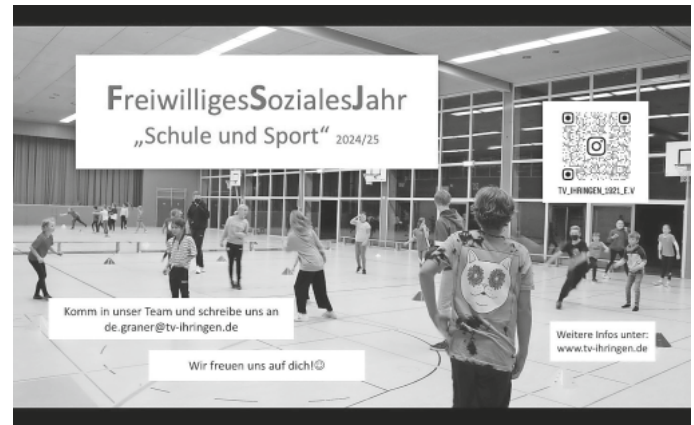 FreiwilligesSozialesJahr
„Schule und Sport“ 2024/25
TV_IHRINGEN_1921_E.V
Komm in unser Team und schreibe uns an
de.graner@tv-ihringen.de
Weitere Infos unter:
www.tv-ihringen.de
Wir freuen uns auf dich!☺